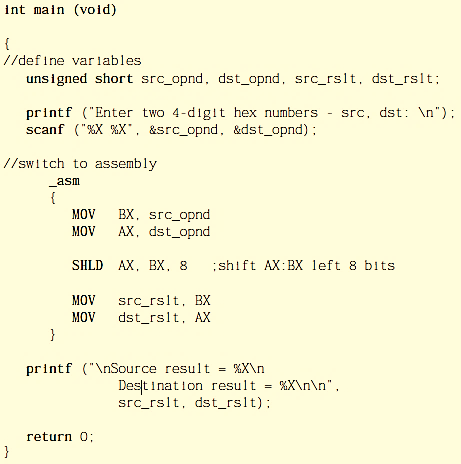 int main (void)
{
//define variables
unsigned short src_opnd, dst_opnd, src_rslt, dst_rslt;
printf ("Enter two 4-digit hex numbers - src, dst: \n");
scanf ("%X %X", &src_opnd, &dst_opnd);
//switch to assembly
_asm
{
MOV BX, src_opnd
MOV AX, dst_opnd
SHLD AX, BX, 8 ;shift AX:BX left 8 bits
MOV src_rslt, BX
MOV dst_rslt, AX
}
printf ("\nSource result = %X\n
Destination result = %X\n\n",
src_rslt, dst_rslt);
return 0;
}